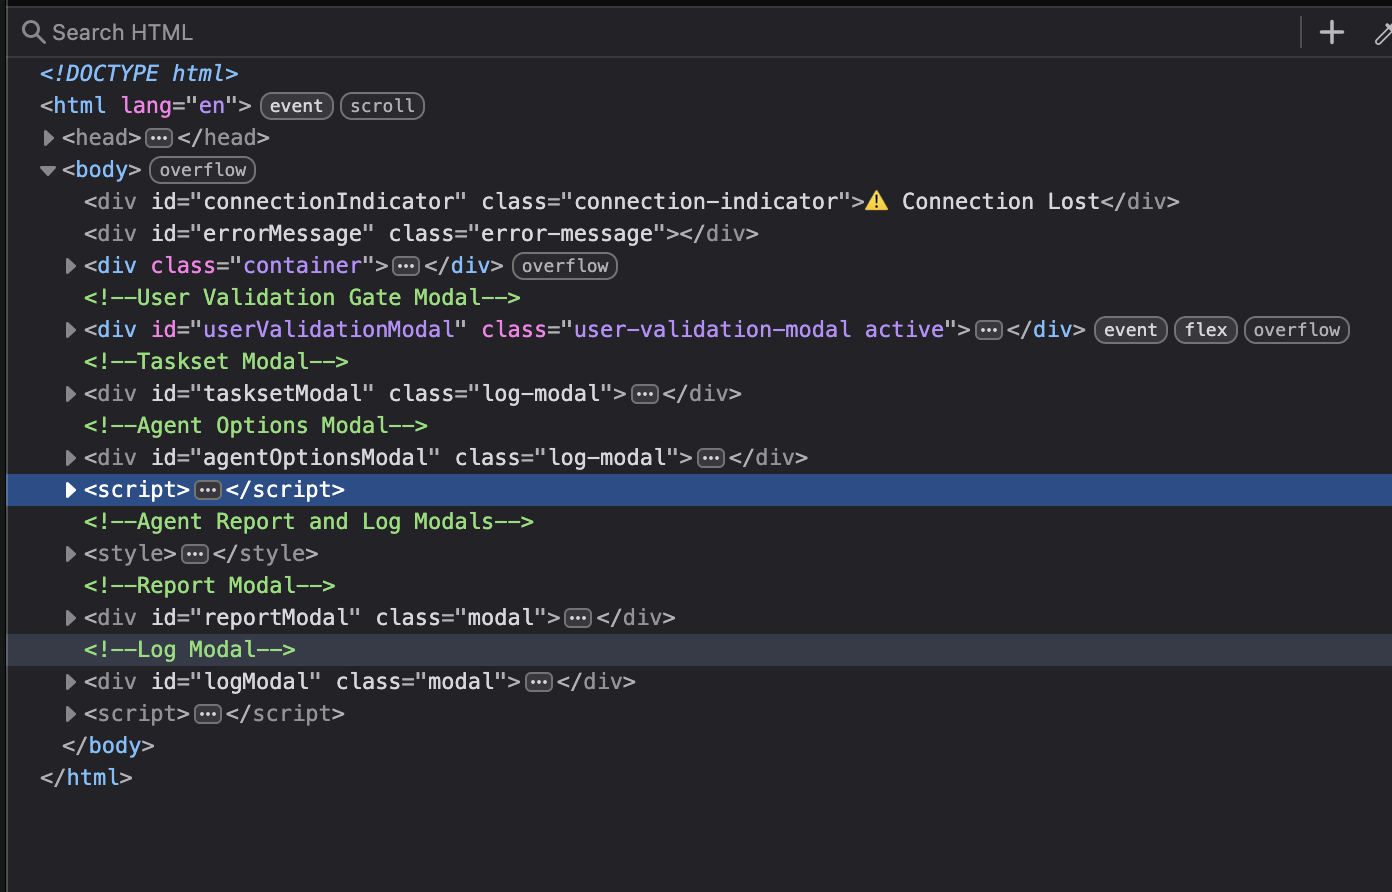 Search HTML
<!DOCTYPE html>
<html lang="en"> event scroll
<head>⋯</head>
<body> overflow
<div id="connectionIndicator" class="connection-indicator">⚠️ Connection Lost</div>
<div id="errorMessage" class="error-message"></div>
<div class="container">⋯</div> overflow
<!--User Validation Gate Modal-->
<div id="userValidationModal" class="user-validation-modal active">⋯</div> event flex overflow
<!--Taskset Modal-->
<div id="tasksetModal" class="log-modal">⋯</div>
<!--Agent Options Modal-->
<div id="agentOptionsModal" class="log-modal">⋯</div>
<script>⋯</script>
<!--Agent Report and Log Modals-->
<style>⋯</style>
<!--Report Modal-->
<div id="reportModal" class="modal">⋯</div>
<!--Log Modal-->
<div id="logModal" class="modal">⋯</div>
<script>⋯</script>
</body>
</html>